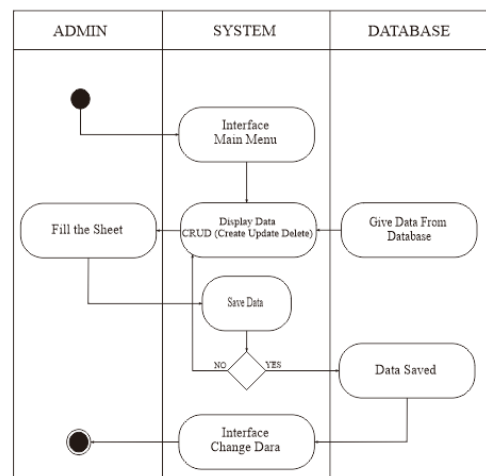 ADMIN
SYSTEM
DATABASE
Interface
Main Menu
Fill the Sheet
Display Data
CRUD (Create Update Delete)
Give Data From
Database
Save Data
NO
YES
Data Saved
Interface
Change Dara